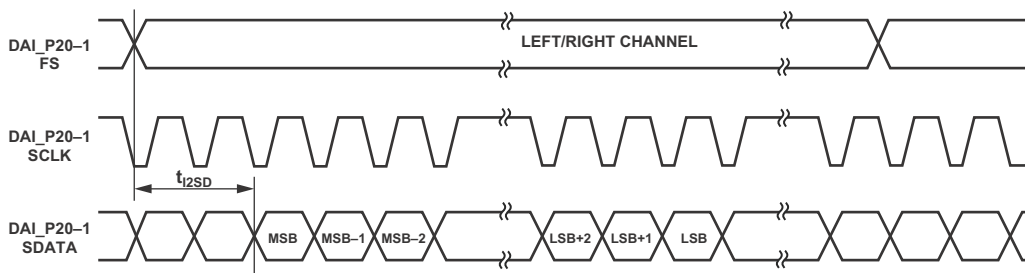 DAI_P20–1
FS
LEFT/RIGHT CHANNEL
DAI_P20–1
SCLK
tI2SD
DAI_P20–1
SDATA
MSB
MSB–1
MSB–2
LSB+2
LSB+1
LSB